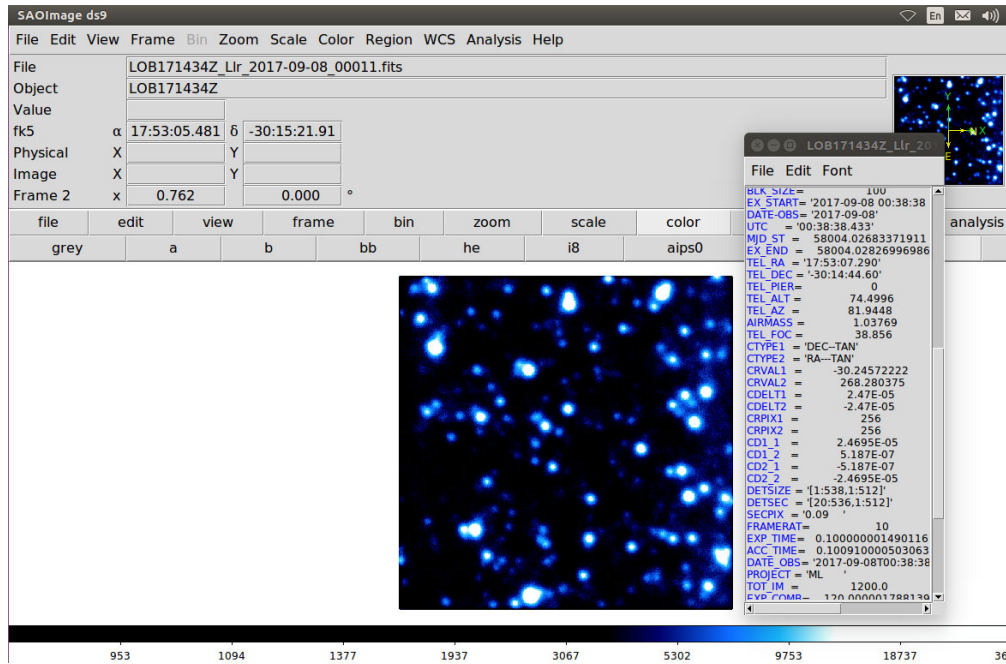 SAOImage ds9
En
File Edit View Frame Bin Zoom Scale Color Region WCS Analysis Help
File LOB171434Z_Llr_2017-09-08_00011.fits
Object LOB171434Z
Value
fk5 α 17:53:05.481 δ -30:15:21.91
Physical X Y
Image X Y
Frame 2 x 0.762 0.000 °
Y
X
E
file edit view frame bin zoom scale color analysis
grey a b bb he i8 aips0
LOB171434Z_Llr_20
File Edit Font
BLK_SIZE= 100
EX_START= '2017-09-08 00:38:38
DATE-OBS= '2017-09-08'
UTC = '00:38:38.433'
MJD_ST = 58004.02683371911
EX_END = 58004.02826996986
TEL_RA = '17:53:07.290'
TEL_DEC = '-30:14:44.60'
TEL_PIER= 0
TEL_ALT = 74.4996
TEL_AZ = 81.9448
AIRMASS = 1.03769
TEL_FOC = 38.856
CTYPE1 = 'DEC--TAN'
CTYPE2 = 'RA---TAN'
CRVAL1 = -30.24572222
CRVAL2 = 268.280375
CDELT1 = 2.47E-05
CDELT2 = -2.47E-05
CRPIX1 = 256
CRPIX2 = 256
CD1_1 = 2.4695E-05
CD1_2 = 5.187E-07
CD2_1 = -5.187E-07
CD2_2 = -2.4695E-05
DETSIZE = '[1:538,1:512]'
DETSEC = '[20:536,1:512]'
SECPIX = '0.09 '
FRAMERAT= 10
EXP_TIME= 0.100000001490116
ACC_TIME= 0.100910000503063
DATE_OBS= '2017-09-08T00:38:38
PROJECT = 'ML '
TOT_IM = 1200.0
EXP_COMB= 120.000001788139
953 1094 1377 1937 3067 5302 9753 18737 36